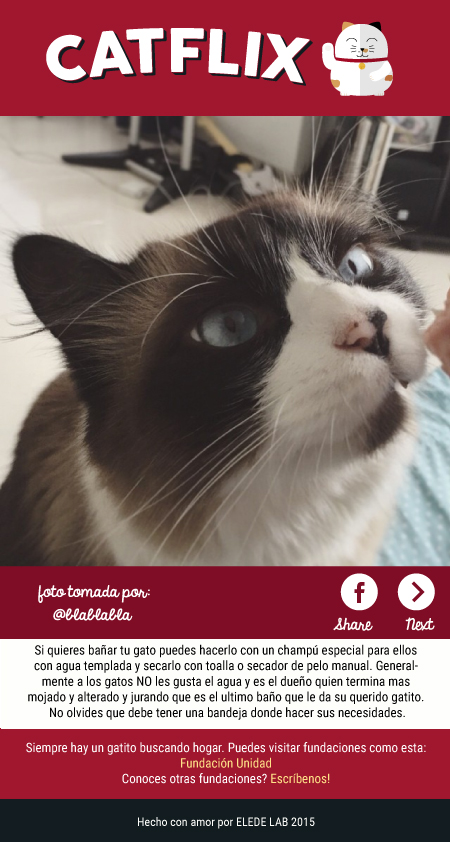 CATFLIX
foto tomada por:
@blablabla
Share
Next
Si quieres bañar tu gato puedes hacerlo con un champú especial para ellos
con agua templada y secarlo con toalla o secador de pelo manual. General-
mente a los gatos NO les gusta el agua y es el dueño quien termina mas
mojado y alterado y jurando que es el ultimo baño que le da su querido gatito.
No olvides que debe tener una bandeja donde hacer sus necesidades.
Siempre hay un gatito buscando hogar. Puedes visitar fundaciones como esta:
Fundación Unidad
Conoces otras fundaciones? Escríbenos!
Hecho con amor por ELEDE LAB 2015